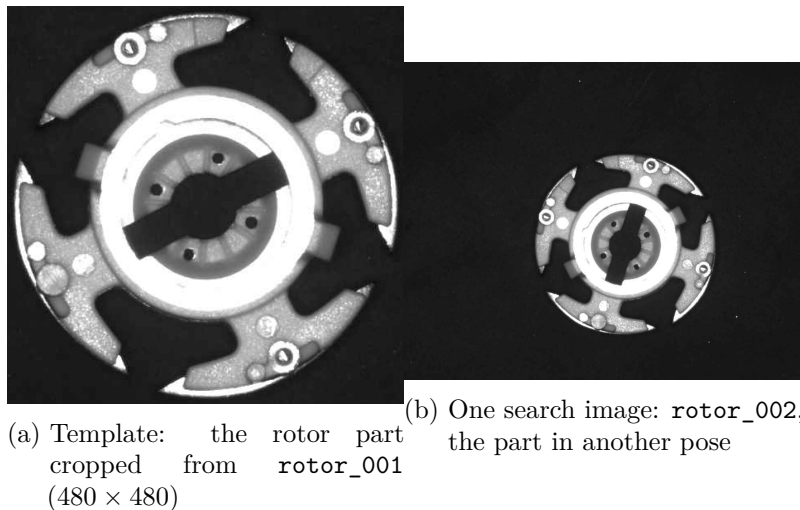 (a) Template: the rotor part
cropped from rotor_001
(480 × 480)
(b) One search image: rotor_002,
the part in another pose